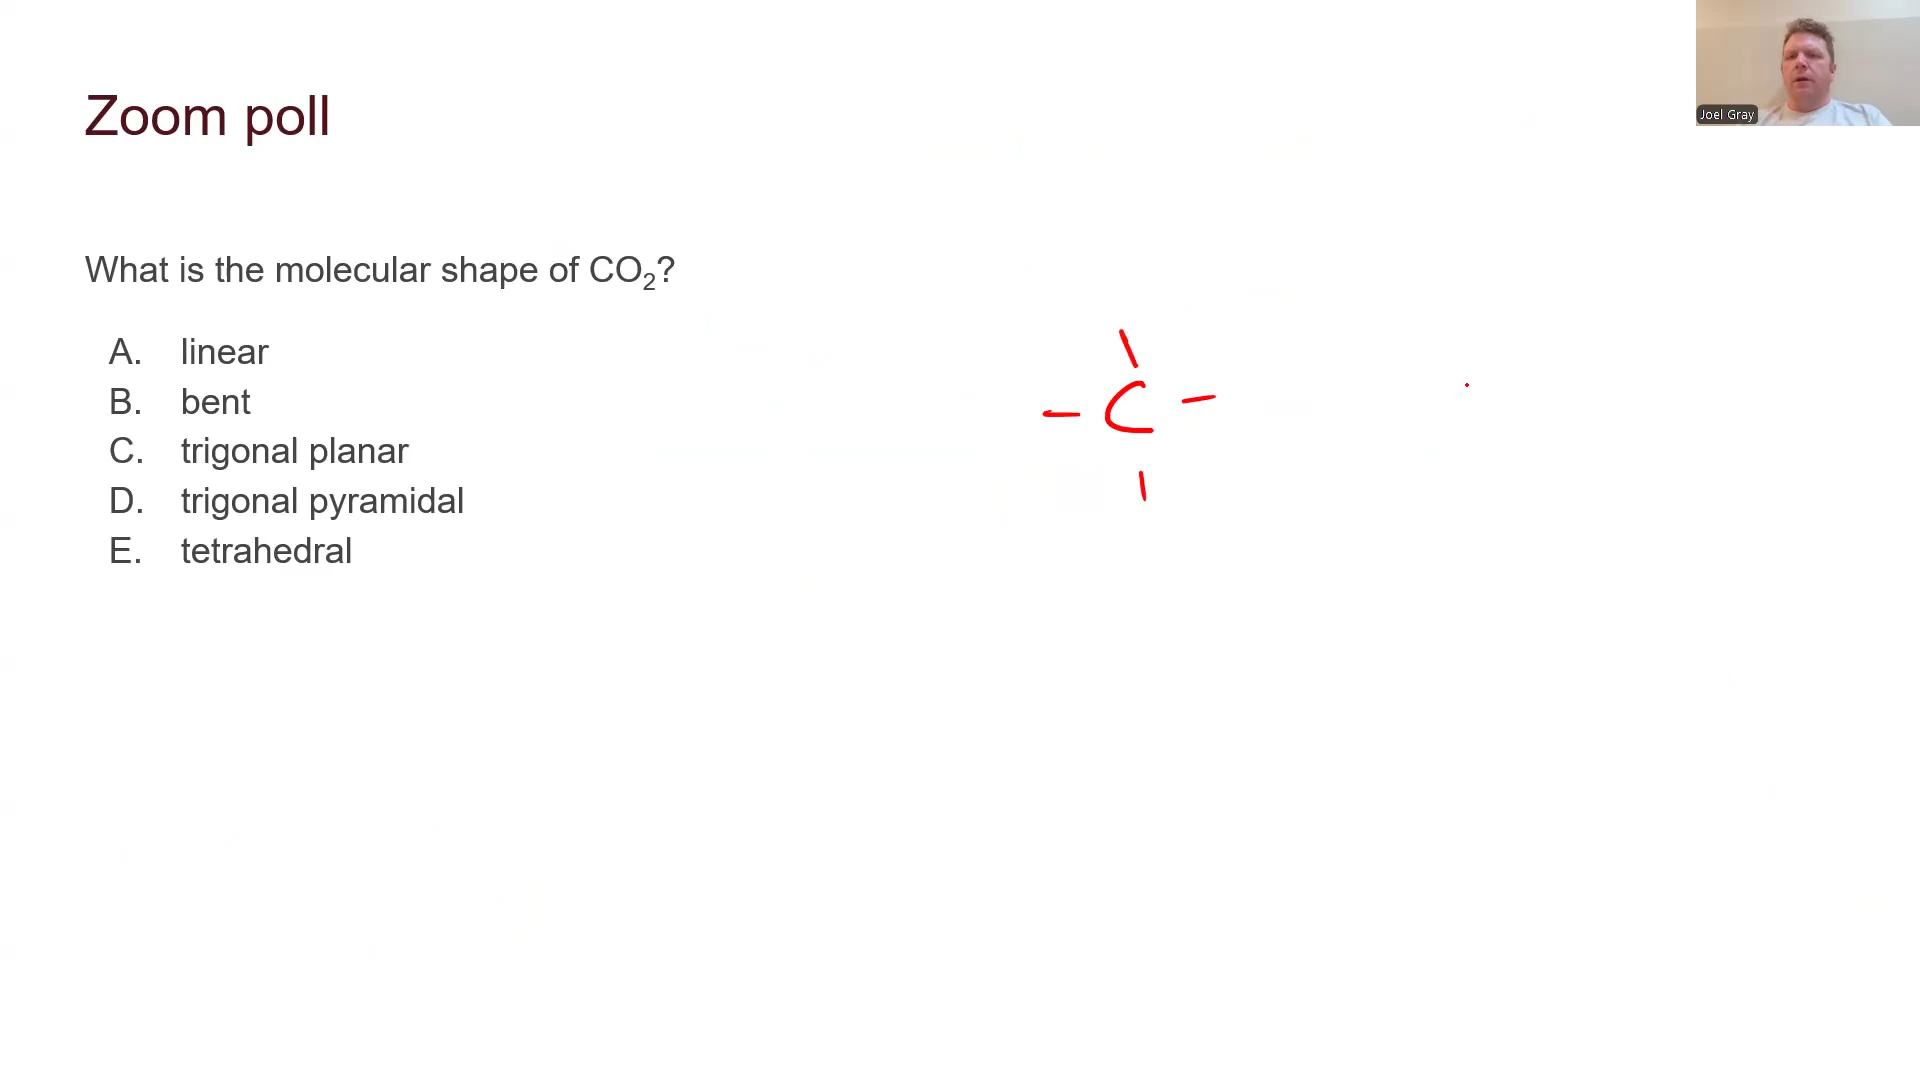 Joel Gray
Zoom poll
What is the molecular shape of CO₂?
A. linear
B. bent
C. trigonal planar
D. trigonal pyramidal
E. tetrahedral
C